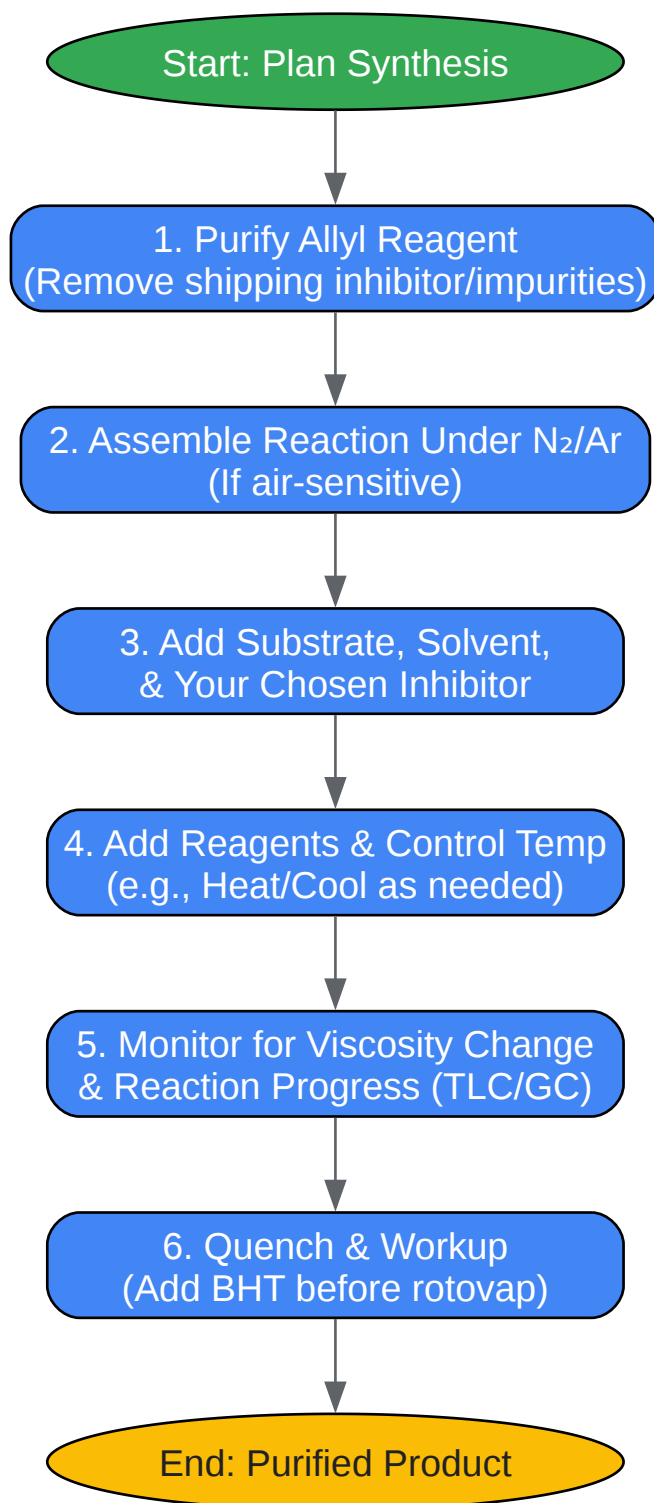 Start: Plan Synthesis
1. Purify Allyl Reagent
(Remove shipping inhibitor/impurities)
2. Assemble Reaction Under N₂/Ar
(If air-sensitive)
3. Add Substrate, Solvent,
& Your Chosen Inhibitor
4. Add Reagents & Control Temp
(e.g., Heat/Cool as needed)
5. Monitor for Viscosity Change
& Reaction Progress (TLC/GC)
6. Quench & Workup
(Add BHT before rotovap)
End: Purified Product